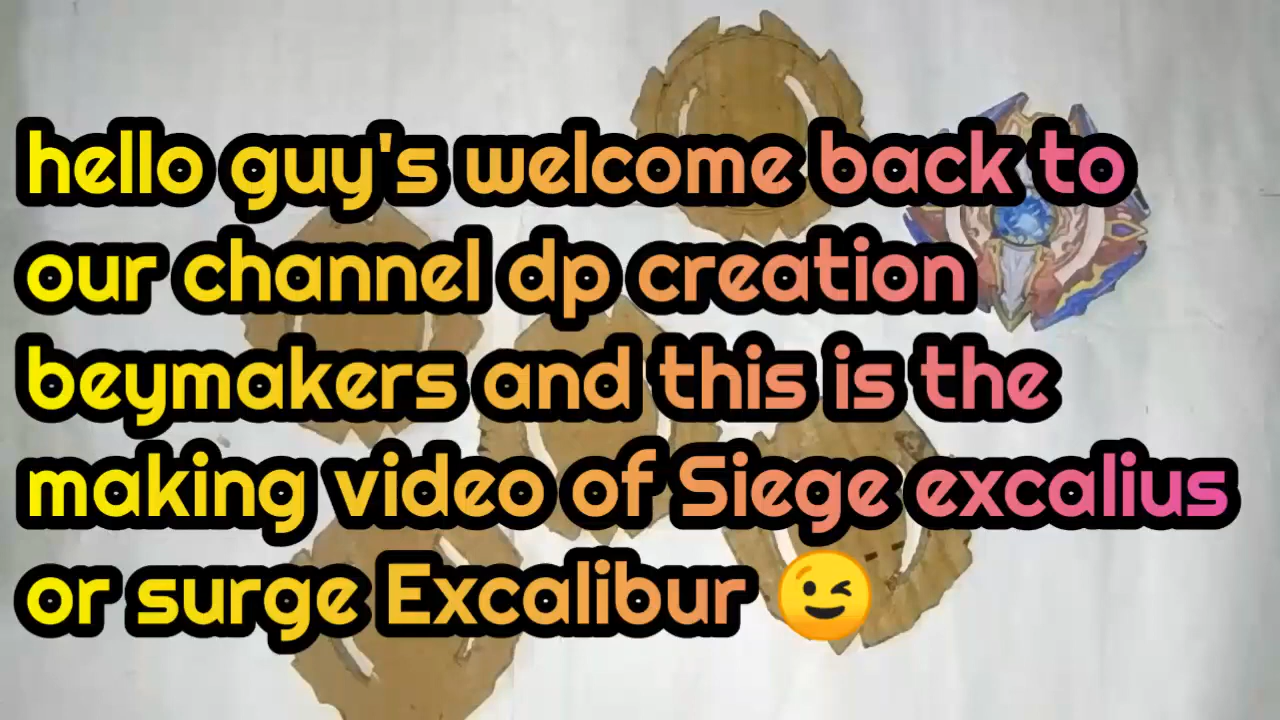 hello guy's welcome back to
our channel dp creation
beymakers and this is the
making video of Siege excalius
or surge Excalibur 😉